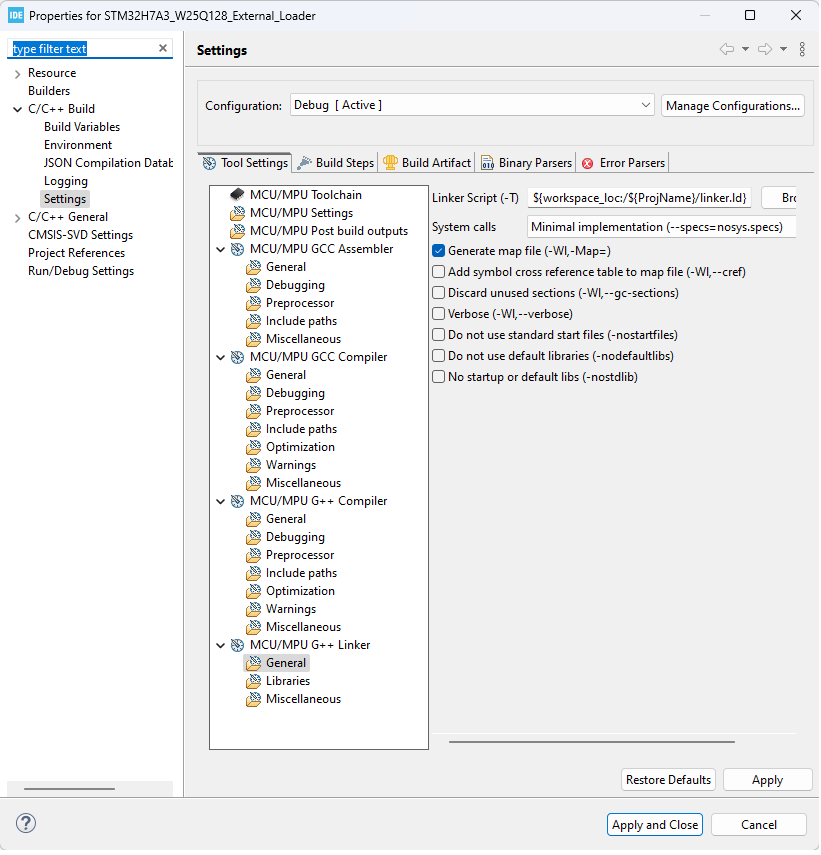 IDE Properties for STM32H7A3_W25Q128_External_Loader
type filter text
Resource
Builders
C/C++ Build
Build Variables
Environment
JSON Compilation Datab
Logging
Settings
C/C++ General
CMSIS-SVD Settings
Project References
Run/Debug Settings
Settings
Configuration: Debug [ Active ] Manage Configurations...
Tool Settings Build Steps Build Artifact Binary Parsers Error Parsers
MCU/MPU Toolchain
MCU/MPU Settings
MCU/MPU Post build outputs
MCU/MPU GCC Assembler
General
Debugging
Preprocessor
Include paths
Miscellaneous
MCU/MPU GCC Compiler
General
Debugging
Preprocessor
Include paths
Optimization
Warnings
Miscellaneous
MCU/MPU G++ Compiler
General
Debugging
Preprocessor
Include paths
Optimization
Warnings
Miscellaneous
MCU/MPU G++ Linker
General
Libraries
Miscellaneous
Linker Script (-T) ${workspace_loc:/${ProjName}/linker.ld} Bro
System calls Minimal implementation (--specs=nosys.specs)
Generate map file (-Wl,-Map=)
Add symbol cross reference table to map file (-Wl,--cref)
Discard unused sections (-Wl,--gc-sections)
Verbose (-Wl,--verbose)
Do not use standard start files (-nostartfiles)
Do not use default libraries (-nodefaultlibs)
No startup or default libs (-nostdlib)
Restore Defaults Apply
? Apply and Close Cancel